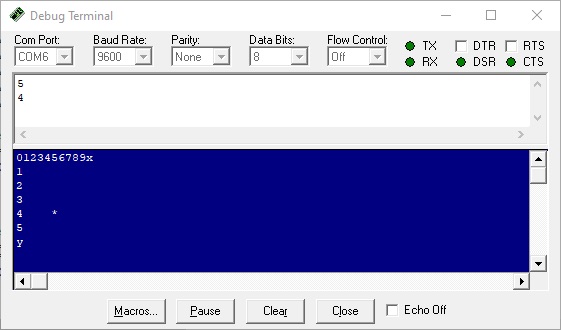 Debug Terminal
Com Port: Baud Rate: Parity: Data Bits: Flow Control:
COM6 9600 None 8 Off
TX DTR RTS
RX DSR CTS
5
4
0123456789x
1
2
3
4    *
5
y
Macros... Pause Clear Close Echo Off